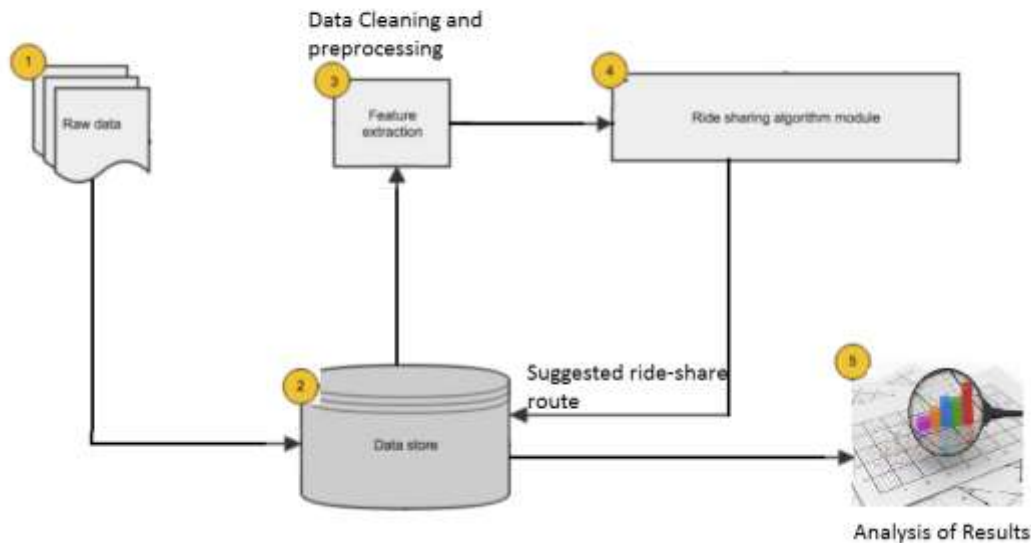 Data Cleaning and
preprocessing
1
3
4
Raw data
Feature
extraction
Ride sharing algorithm module
2
Suggested ride-share
route
5
Data store
Analysis of Results